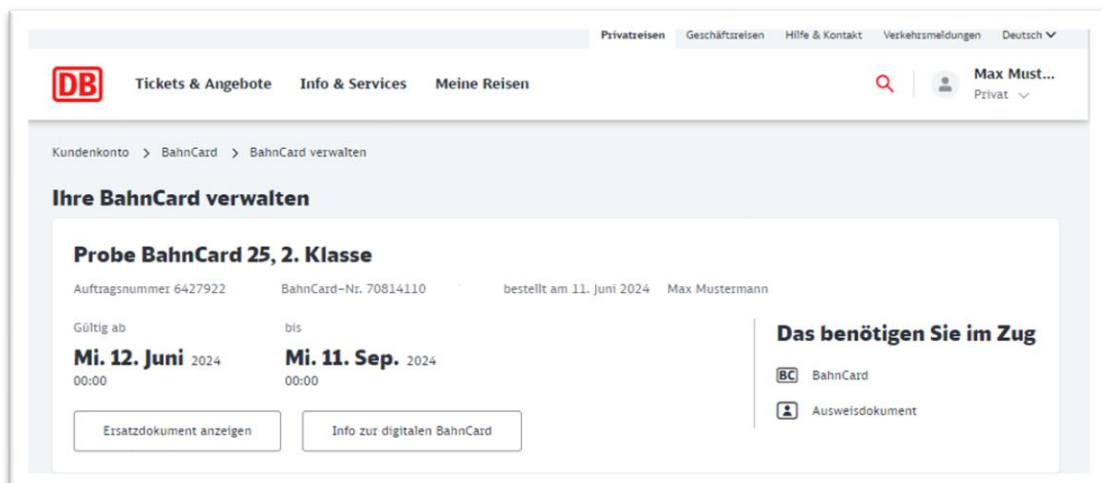 Privatreisen Geschäftsreisen Hilfe & Kontakt Verkehrsmeldungen Deutsch
DB Tickets & Angebote Info & Services Meine Reisen Max Must...
Privat
Kundenkonto > BahnCard > BahnCard verwalten
Ihre BahnCard verwalten
Probe BahnCard 25, 2. Klasse
Auftragsnummer 6427922 BahnCard-Nr. 70814110 bestellt am 11. Juni 2024 Max Mustermann
Gültig ab bis
Mi. 12. Juni 2024 Mi. 11. Sep. 2024
00:00 00:00
Ersatzdokument anzeigen Info zur digitalen BahnCard
Das benötigen Sie im Zug
BC BahnCard
Ausweisdokument